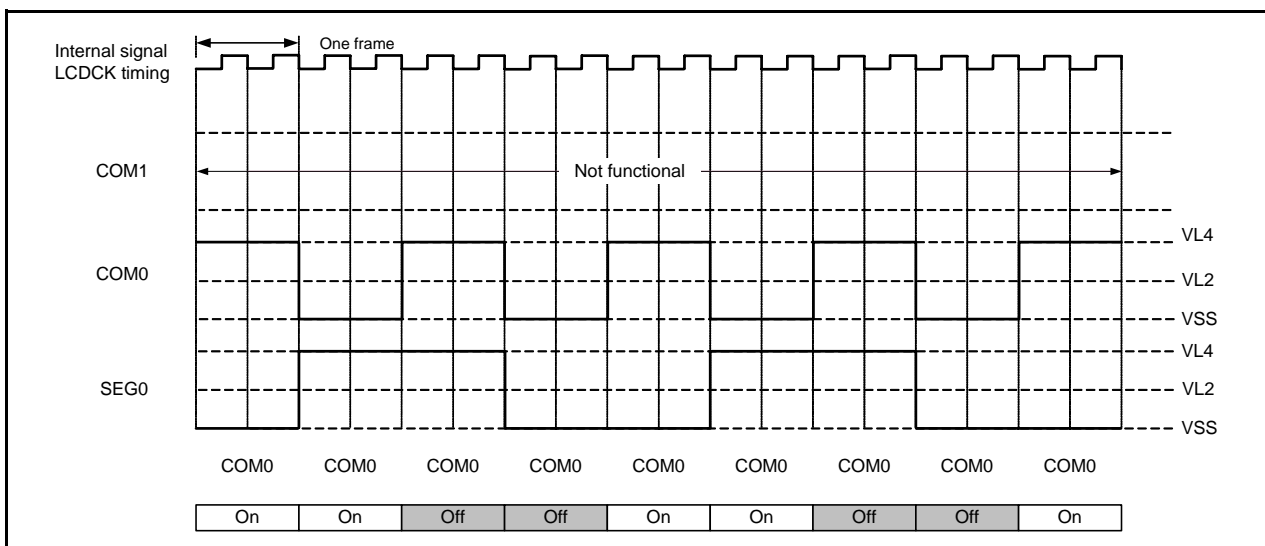 Internal signal
LCDCK timing
One frame
COM1
Not functional
VL4
COM0
VL2
VSS
VL4
SEG0
VL2
VSS
COM0 COM0 COM0 COM0 COM0 COM0 COM0 COM0 COM0
On On Off Off On On Off Off On